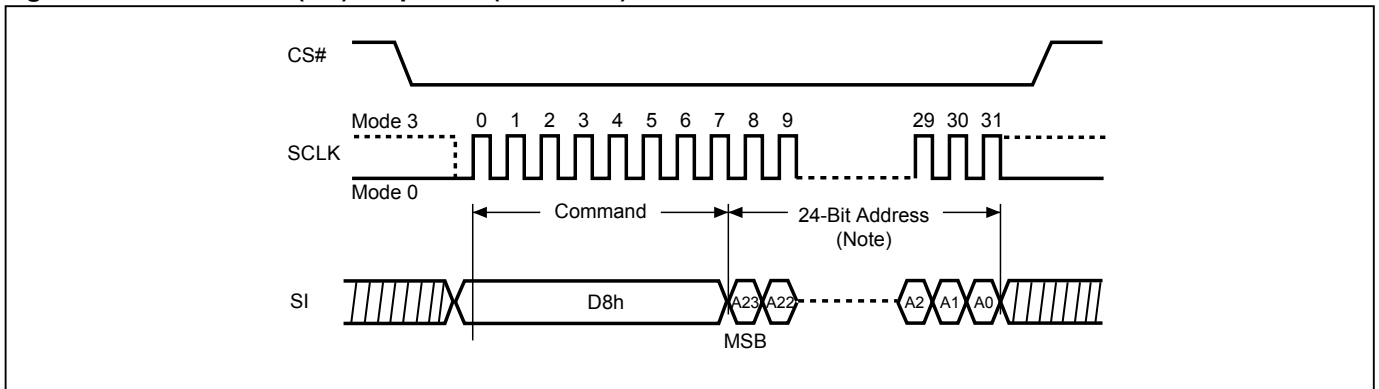 CS#
Mode 3
0 1 2 3 4 5 6 7 8 9 29 30 31
SCLK
Mode 0
Command
24-Bit Address
(Note)
SI
D8h
A23 A22 A2 A1 A0
MSB